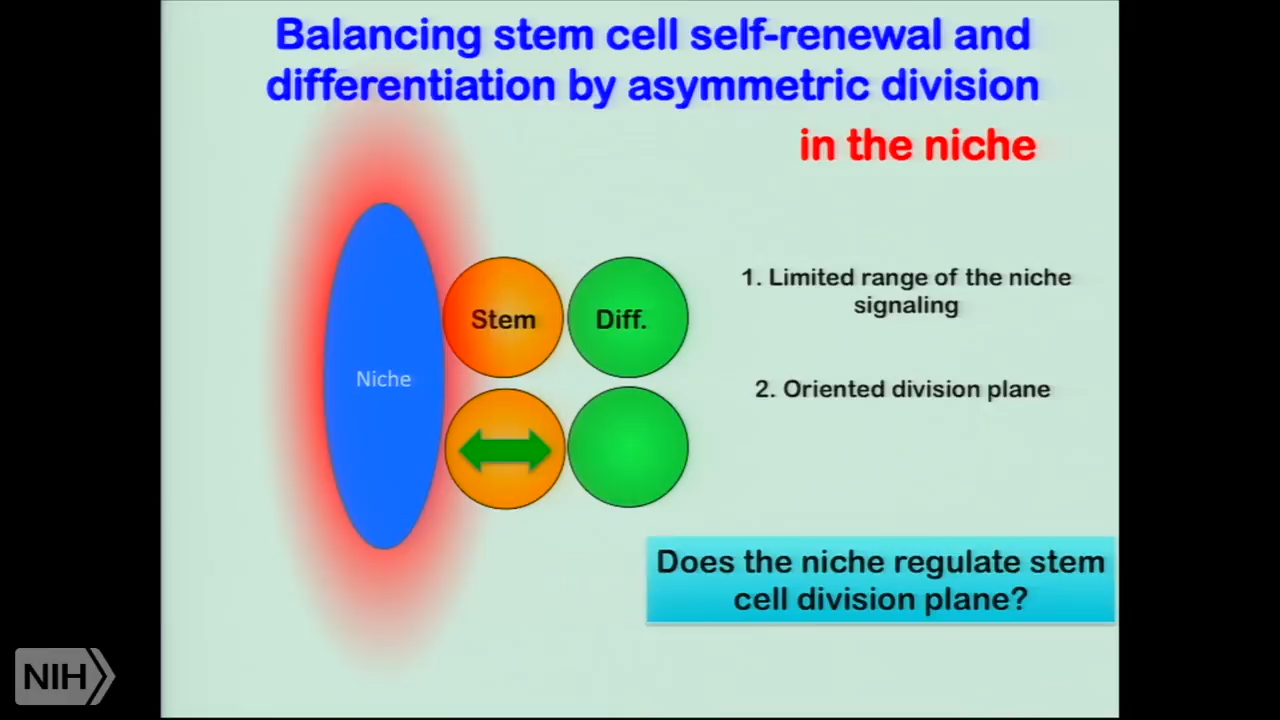 Balancing stem cell self-renewal and
differentiation by asymmetric division
in the niche
Niche
Stem
Diff.
1. Limited range of the niche
signaling
2. Oriented division plane
Does the niche regulate stem
cell division plane?
NIH